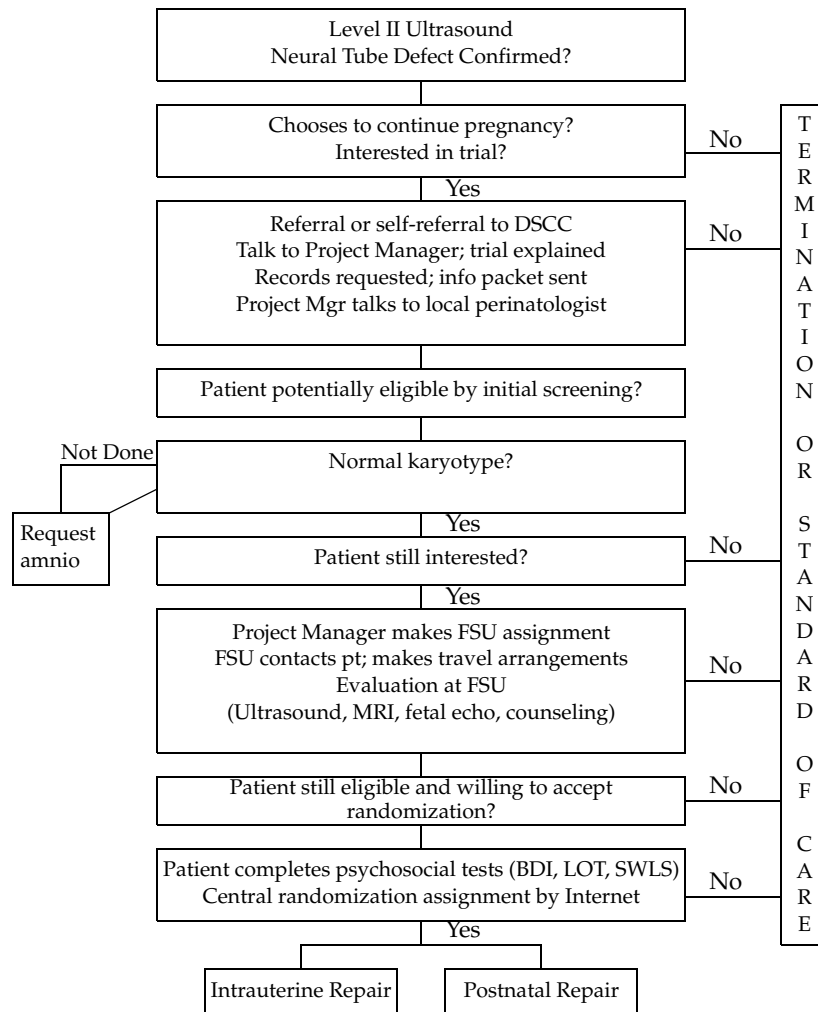 Level II Ultrasound
Neural Tube Defect Confirmed?
Chooses to continue pregnancy?
Interested in trial?
No
Yes
Referral or self-referral to DSCC
Talk to Project Manager; trial explained
Records requested; info packet sent
Project Mgr talks to local perinatologist
No
Patient potentially eligible by initial screening?
Normal karyotype?
Not Done
Request
amnio
Yes
Patient still interested?
No
Yes
Project Manager makes FSU assignment
FSU contacts pt; makes travel arrangements
Evaluation at FSU
(Ultrasound, MRI, fetal echo, counseling)
No
Patient still eligible and willing to accept
randomization?
No
Patient completes psychosocial tests (BDI, LOT, SWLS)
Central randomization assignment by Internet
No
Yes
Intrauterine Repair
Postnatal Repair
TERMINATION OR STANDARD OF CARE